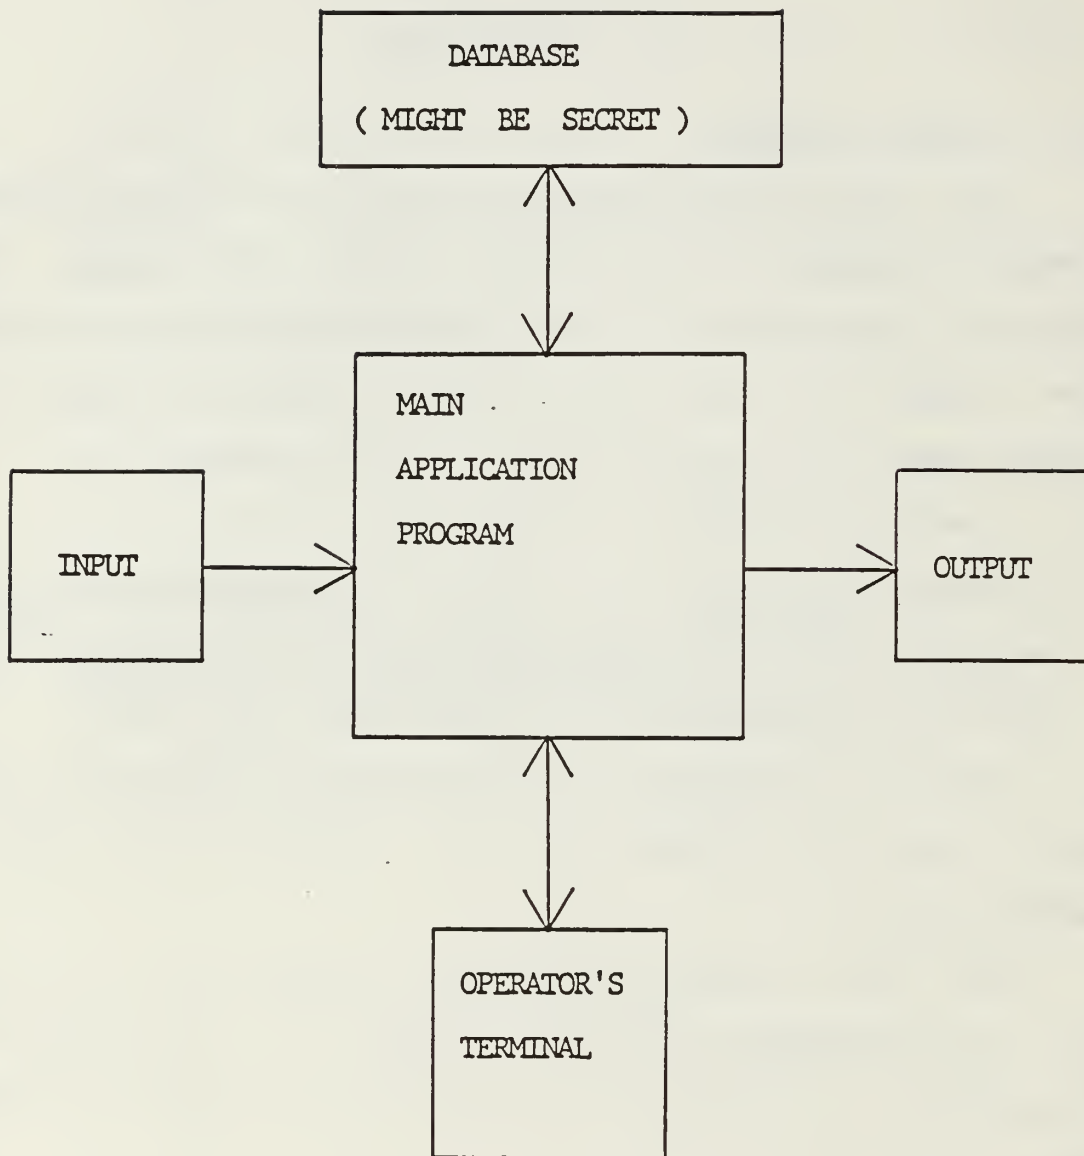 DATABASE
( MIGHT BE SECRET )
MAIN
APPLICATION
PROGRAM
INPUT
OUTPUT
OPERATOR'S
TERMINAL